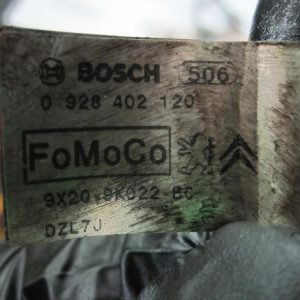 BOSCH 506
0 928 402 120
FoMoCo
9X20-9K022-BC
DZL7J